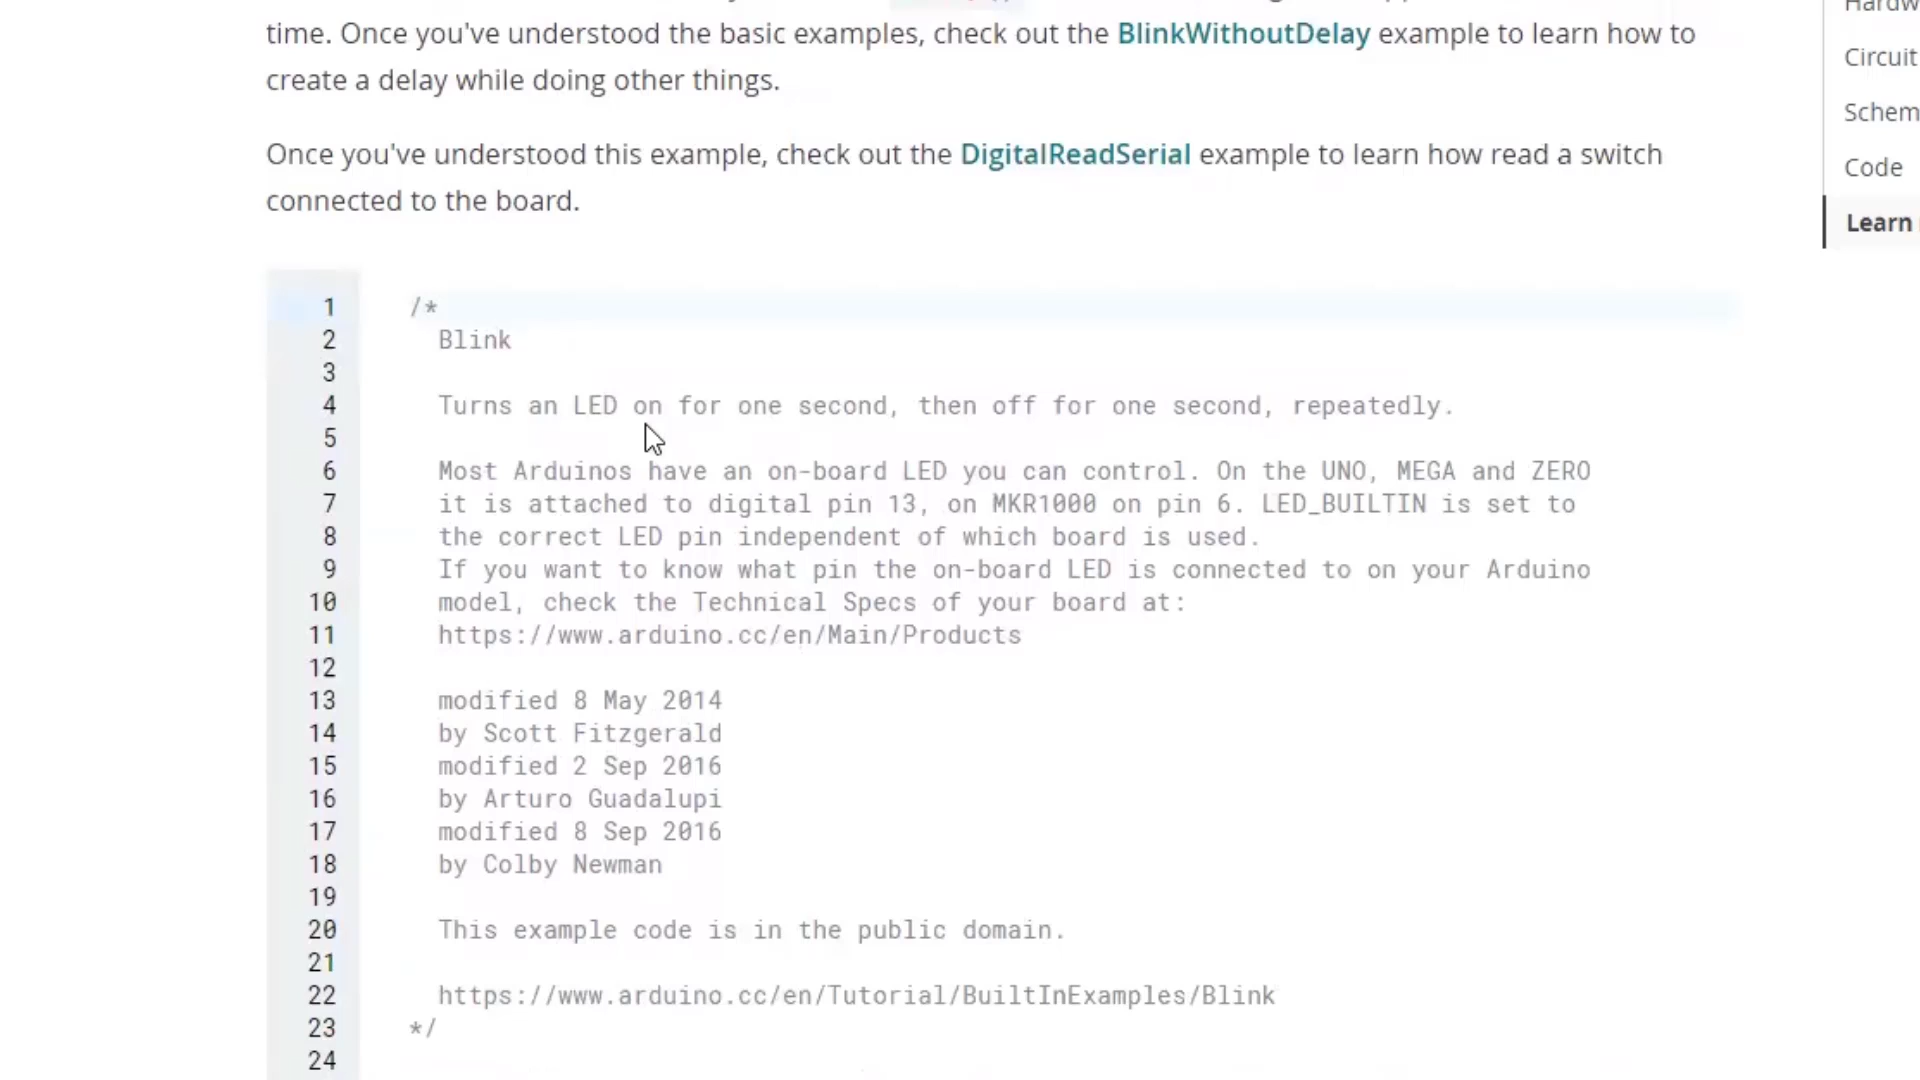 time. Once you've understood the basic examples, check out the BlinkWithoutDelay example to learn how to
create a delay while doing other things.
Once you've understood this example, check out the DigitalReadSerial example to learn how read a switch
connected to the board.
Circuit
Schem
Code
Learn
1 /*
2 Blink
3
4 Turns an LED on for one second, then off for one second, repeatedly.
5
6 Most Arduinos have an on-board LED you can control. On the UNO, MEGA and ZERO
7 it is attached to digital pin 13, on MKR1000 on pin 6. LED_BUILTIN is set to
8 the correct LED pin independent of which board is used.
9 If you want to know what pin the on-board LED is connected to on your Arduino
10 model, check the Technical Specs of your board at:
11 https://www.arduino.cc/en/Main/Products
12
13 modified 8 May 2014
14 by Scott Fitzgerald
15 modified 2 Sep 2016
16 by Arturo Guadalupi
17 modified 8 Sep 2016
18 by Colby Newman
19
20 This example code is in the public domain.
21
22 https://www.arduino.cc/en/Tutorial/BuiltInExamples/Blink
23 */
24